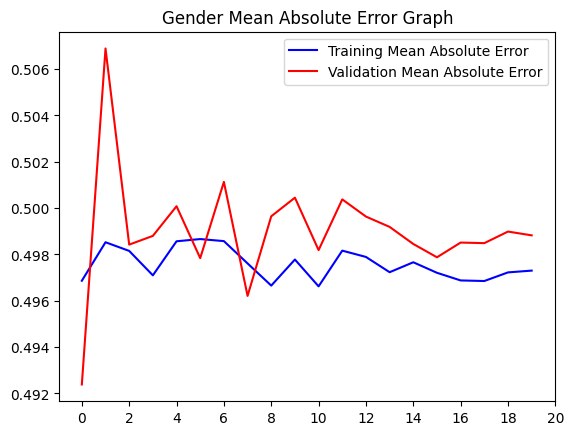 Gender Mean Absolute Error Graph
Training Mean Absolute Error
Validation Mean Absolute Error
0.506
0.504
0.502
0.500
0.498
0.496
0.494
0.492
0 2 4 6 8 10 12 14 16 18 20